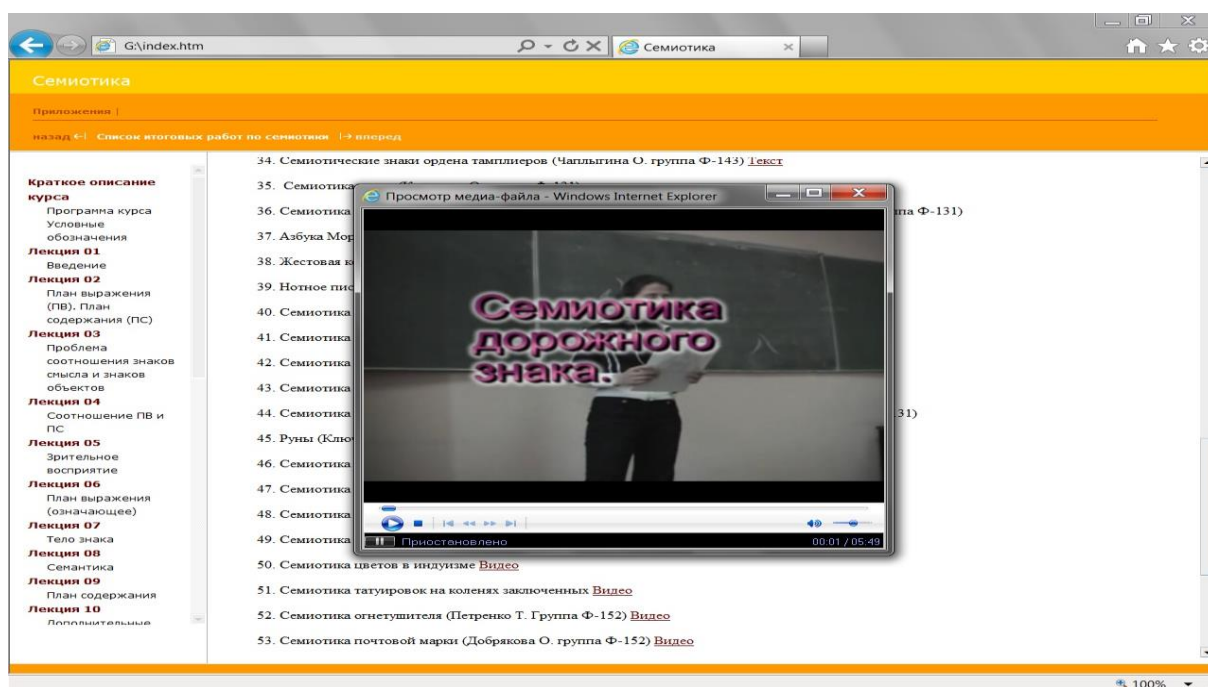 G:\index.htm
Семиотика
Семиотика
Приложения |
назад Список итоговых работ по семиотики вперед
Краткое описание
курса
Программа курса
Условные
обозначения
Лекция 01
Введение
Лекция 02
План выражения
(ПВ). План
содержания (ПС)
Лекция 03
Проблема
соотношения знаков
смысла и знаков
объектов
Лекция 04
Соотношение ПВ и
ПС
Лекция 05
Зрительное
восприятие
Лекция 06
План выражения
(означающее)
Лекция 07
Тело знака
Лекция 08
Семантика
Лекция 09
План содержания
Лекция 10
Дополнительные
34. Семиотические знаки ордена тамплиеров (Чаплыгина О. группа Ф-143) Текст
35. Семиотика
36. Семиотика па Ф-131)
37. Азбука Мор
38. Жестовая к
39. Нотное пис
40. Семиотика
41. Семиотика
42. Семиотика
43. Семиотика
44. Семиотика 31)
45. Руны (Клю
46. Семиотика
47. Семиотика
48. Семиотика
49. Семиотика
50. Семиотика цветов в индуизме Видео
51. Семиотика татуировок на коленях заключенных Видео
52. Семиотика огнетушителя (Петренко Т. Группа Ф-152) Видео
53. Семиотика почтовой марки (Добрякова О. группа Ф-152) Видео
Просмотр медиа-файла - Windows Internet Explorer
Семиотика
дорожного
знака.
Приостановлено 00:01 / 05:49
100%